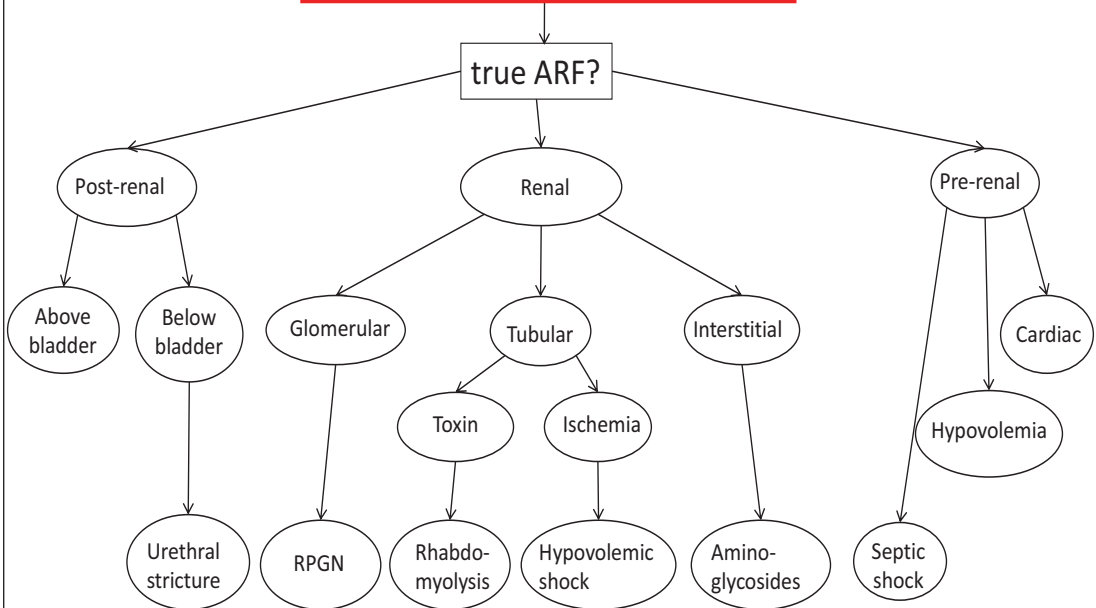 true ARF?
Post-renal
Renal
Pre-renal
Above
bladder
Below
bladder
Glomerular
Tubular
Interstitial
Cardiac
Toxin
Ischemia
Hypovolemia
Urethral
stricture
RPGN
Rhabdo-
myolysis
Hypovolemic
shock
Amino-
glycosides
Septic
shock